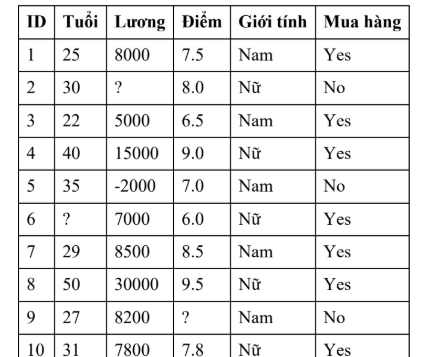 ID Tuổi Lương Điểm Giới tính Mua hàng
1 25 8000 7.5 Nam Yes
2 30 ? 8.0 Nữ No
3 22 5000 6.5 Nam Yes
4 40 15000 9.0 Nữ Yes
5 35 -2000 7.0 Nam No
6 ? 7000 6.0 Nữ Yes
7 29 8500 8.5 Nam Yes
8 50 30000 9.5 Nữ Yes
9 27 8200 ? Nam No
10 31 7800 7.8 Nữ Yes